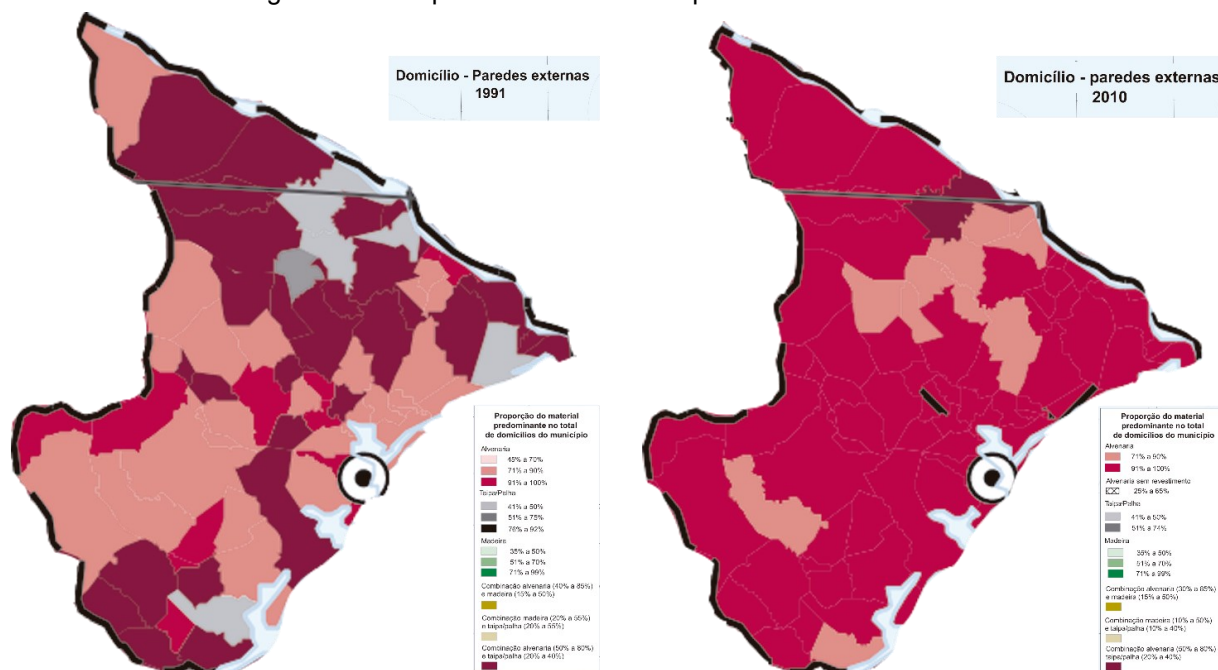 Domicílio - Paredes externas
1991
Proporção do material
predominante no total
de domicílios do município
Alvenaria
45% a 70%
71% a 90%
91% a 100%
Taipa/Palha
41% a 50%
51% a 75%
76% a 92%
Madeira
35% a 50%
51% a 70%
71% a 99%
Combinação alvenaria (40% a 85%)
e madeira (15% a 50%)
Combinação madeira (20% a 55%)
e taipa/palha (20% a 55%)
Combinação alvenaria (50% a 80%)
e taipa/palha (20% a 40%)
Domicílio - paredes externas
2010
Proporção do material
predominante no total
de domicílios do município
Alvenaria
71% a 90%
91% a 100%
Alvenaria sem revestimento
25% a 65%
Taipa/Palha
41% a 50%
51% a 74%
Madeira
35% a 50%
51% a 70%
71% a 99%
Combinação alvenaria (30% a 85%)
e madeira (15% a 50%)
Combinação madeira (10% a 50%)
e taipa/palha (10% a 40%)
Combinação alvenaria (60% a 80%)
taipa/palha (20% a 40%)